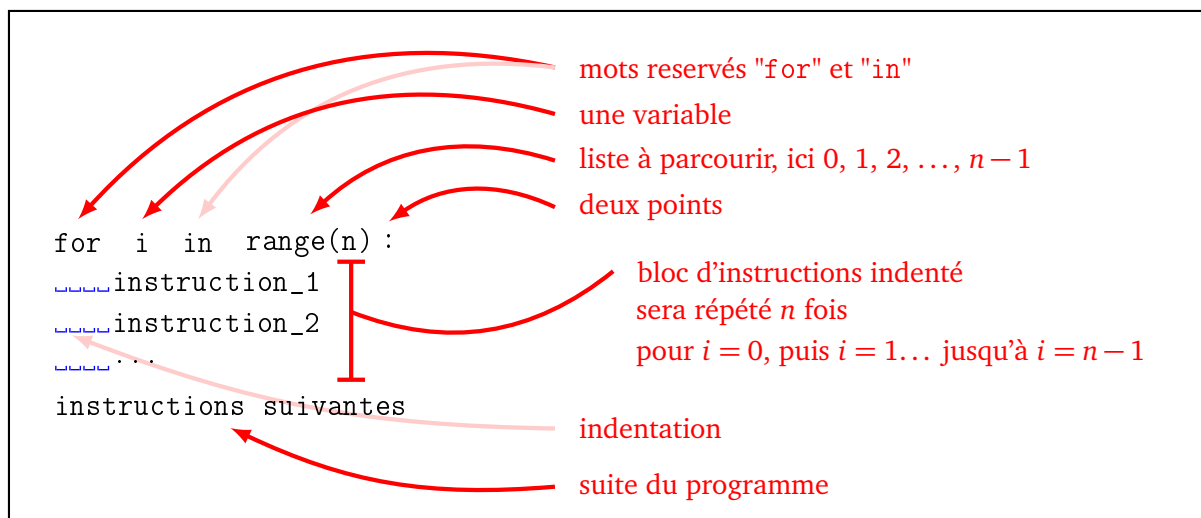 mots reservés "for" et "in"
une variable
liste à parcourir, ici 0, 1, 2, …, n − 1
deux points
for i in range(n) :
␣␣␣␣instruction_1
␣␣␣␣instruction_2
␣␣␣␣...
instructions suivantes
bloc d'instructions indenté
sera répété n fois
pour i = 0, puis i = 1… jusqu'à i = n − 1
indentation
suite du programme